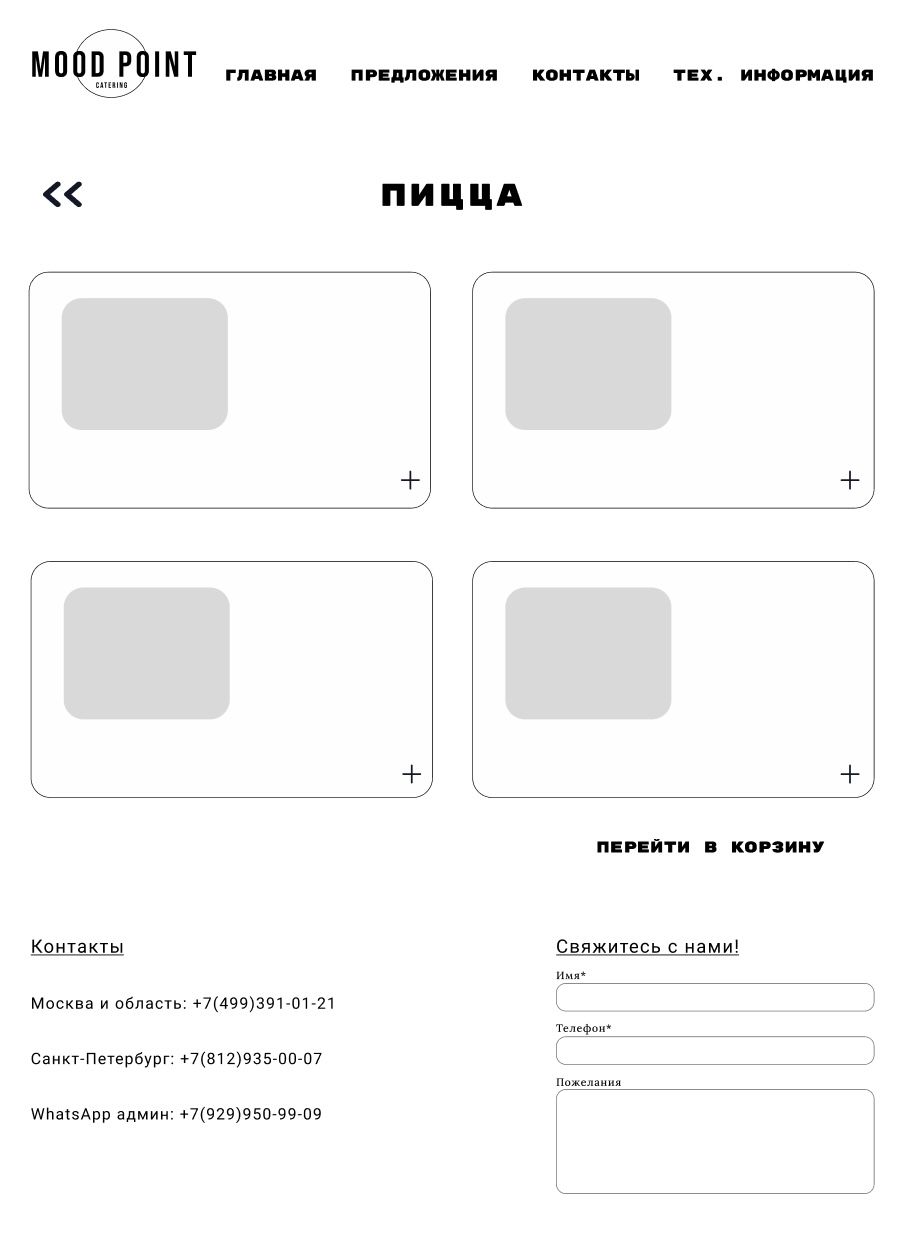 MOOD POINT
CATERING
ГЛАВНАЯ ПРЕДЛОЖЕНИЯ КОНТАКТЫ ТЕХ. ИНФОРМАЦИЯ
ПИЦЦА
ПЕРЕЙТИ В КОРЗИНУ
Контакты
Москва и область: +7(499)391-01-21
Санкт-Петербург: +7(812)935-00-07
WhatsApp админ: +7(929)950-99-09
Свяжитесь с нами!
Имя*
Телефон*
Пожелания